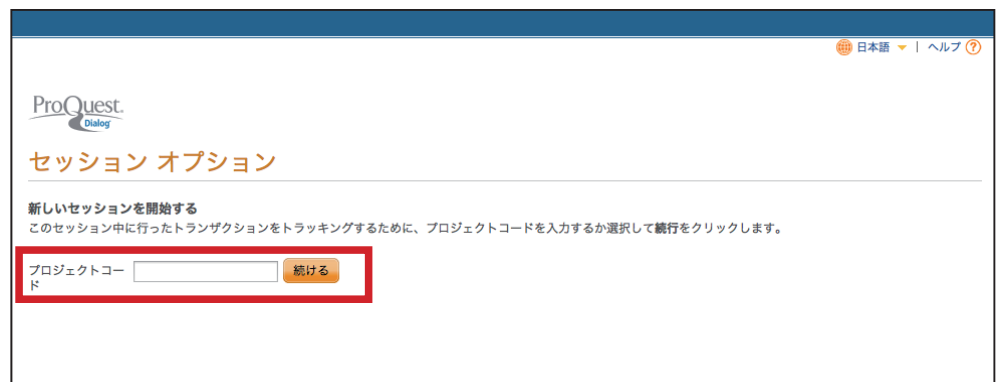 日本語 | ヘルプ ?
ProQuest.
Dialog
セッション オプション
新しいセッションを開始する
このセッション中に行ったトランザクションをトラッキングするために、プロジェクトコードを入力するか選択して続行をクリックします。
プロジェクトコー 続ける
ド